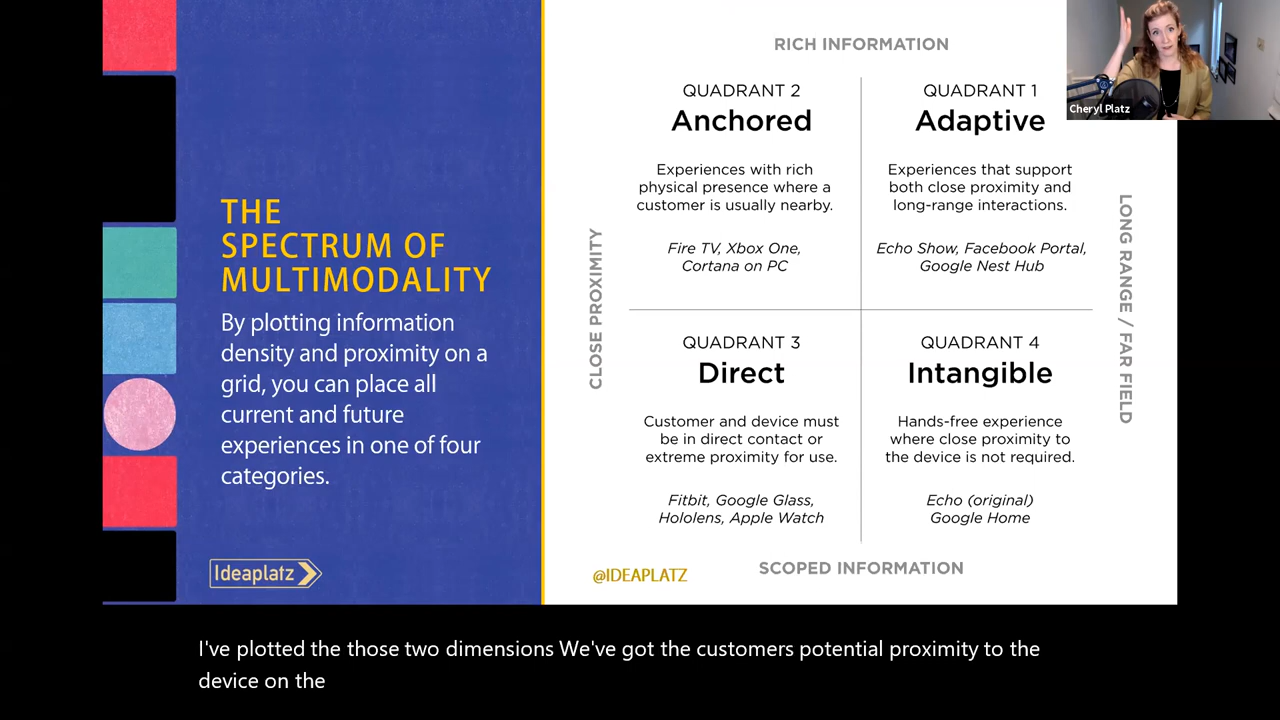 THE
SPECTRUM OF
MULTIMODALITY
By plotting information
density and proximity on a
grid, you can place all
current and future
experiences in one of four
categories.
Ideaplatz
RICH INFORMATION
CLOSE PROXIMITY
QUADRANT 2
Anchored
Experiences with rich
physical presence where a
customer is usually nearby.
Fire TV, Xbox One,
Cortana on PC
QUADRANT 1
Adaptive
Experiences that support
both close proximity and
long-range interactions.
Echo Show, Facebook Portal,
Google Nest Hub
LONG RANGE / FAR FIELD
QUADRANT 3
Direct
Customer and device must
be in direct contact or
extreme proximity for use.
Fitbit, Google Glass,
Hololens, Apple Watch
QUADRANT 4
Intangible
Hands-free experience
where close proximity to
the device is not required.
Echo (original)
Google Home
SCOPED INFORMATION
@IDEAPLATZ
Cheryl Platz
I've plotted the those two dimensions We've got the customers potential proximity to the
device on the